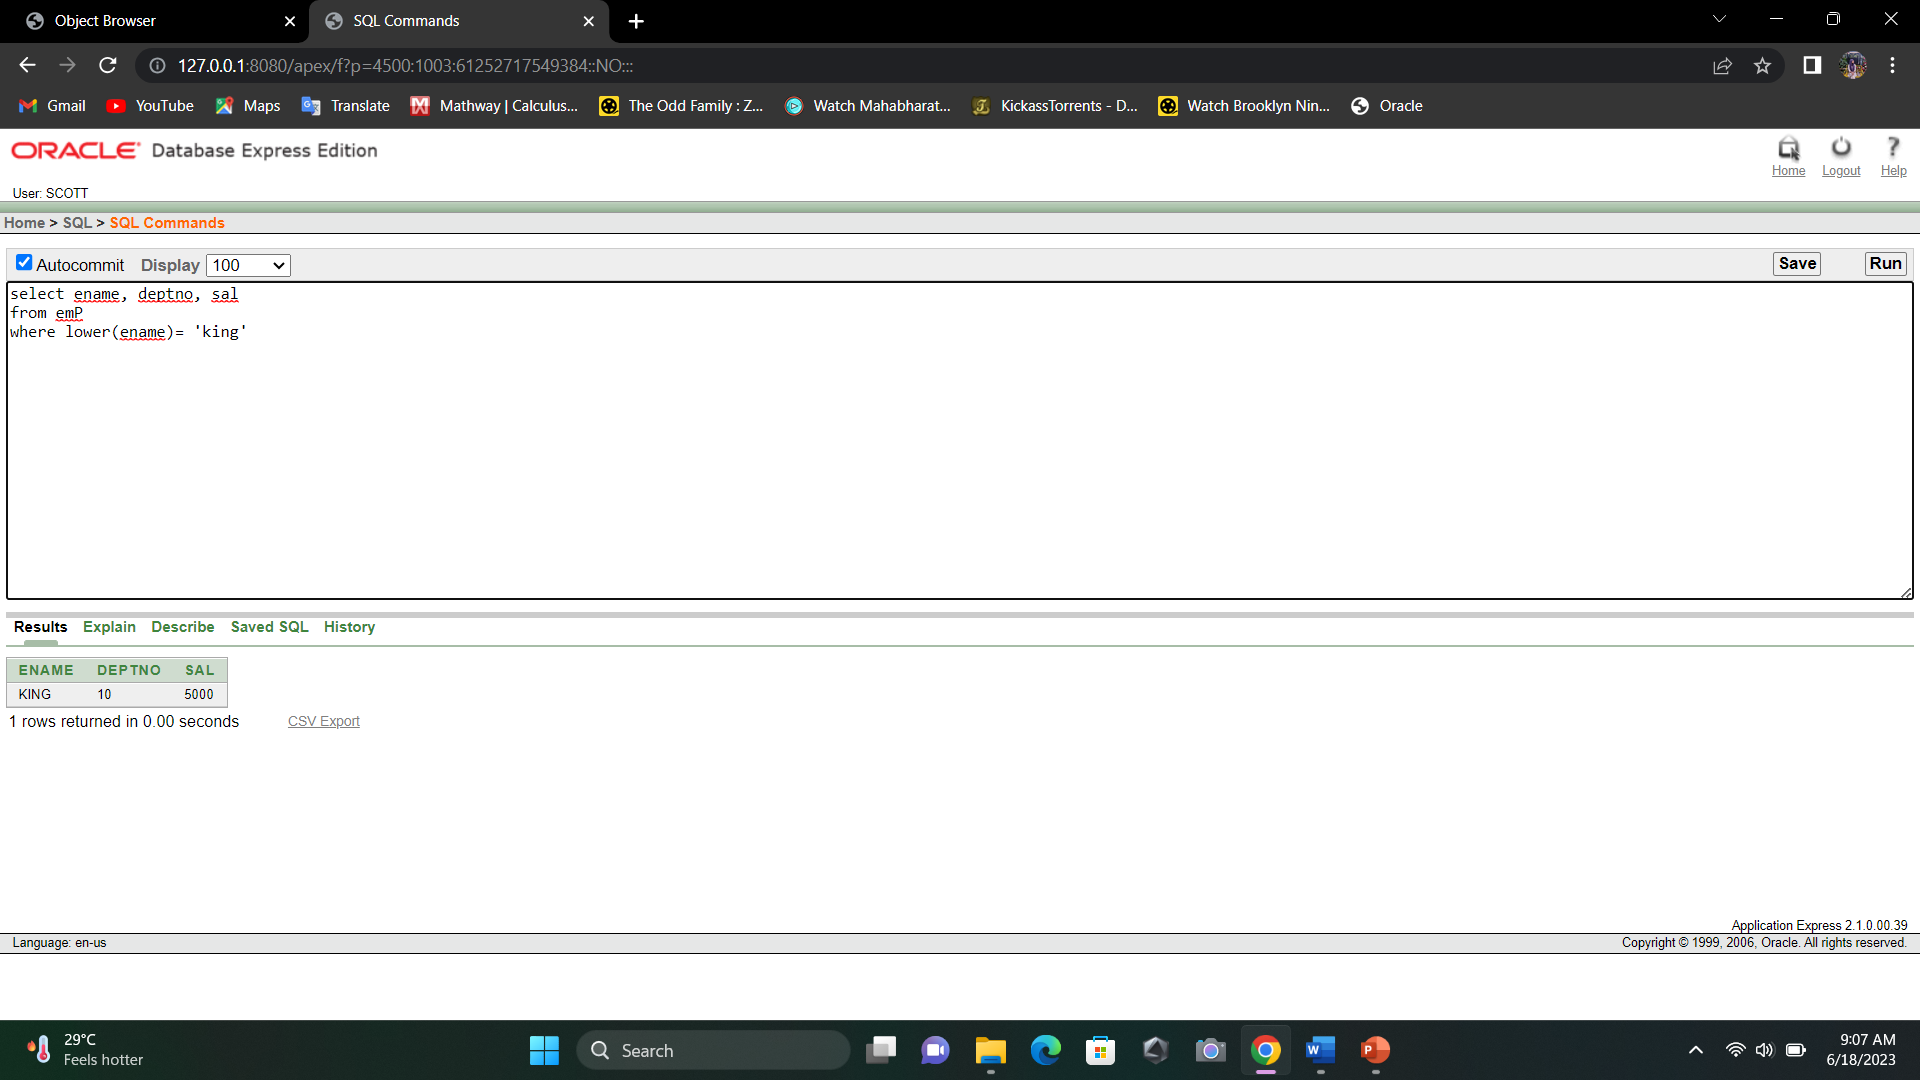 Object Browser
SQL Commands
127.0.0.1:8080/apex/f?p=4500:1003:61252717549384::NO:::
Gmail
YouTube
Maps
Translate
Mathway | Calculus...
The Odd Family : Z...
Watch Mahabharat...
KickassTorrents - D...
Watch Brooklyn Nin...
Oracle
ORACLE Database Express Edition
Home
Logout
Help
User: SCOTT
Home > SQL > SQL Commands
Autocommit Display 100
Save
Run
select ename, deptno, sal
from emP
where lower(ename)= 'king'
Results Explain Describe Saved SQL History
ENAME DEPTNO SAL
KING 10 5000
1 rows returned in 0.00 seconds
CSV Export
Application Express 2.1.0.00.39
Language: en-us
Copyright © 1999, 2006, Oracle. All rights reserved.
29°C
Feels hotter
Search
9:07 AM
6/18/2023